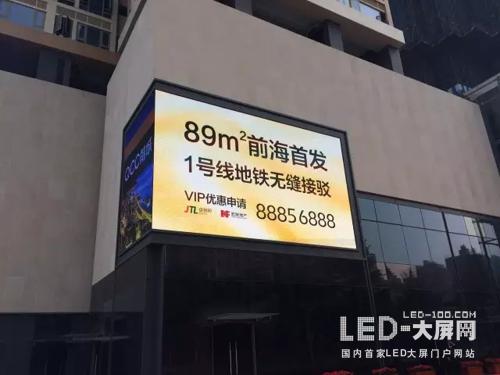 89m²前海首发
1号线地铁无缝接驳
VIP优惠申请
88856888
JTL
LED-100.COM
LED-大屏网
国内首家LED大屏门户网站